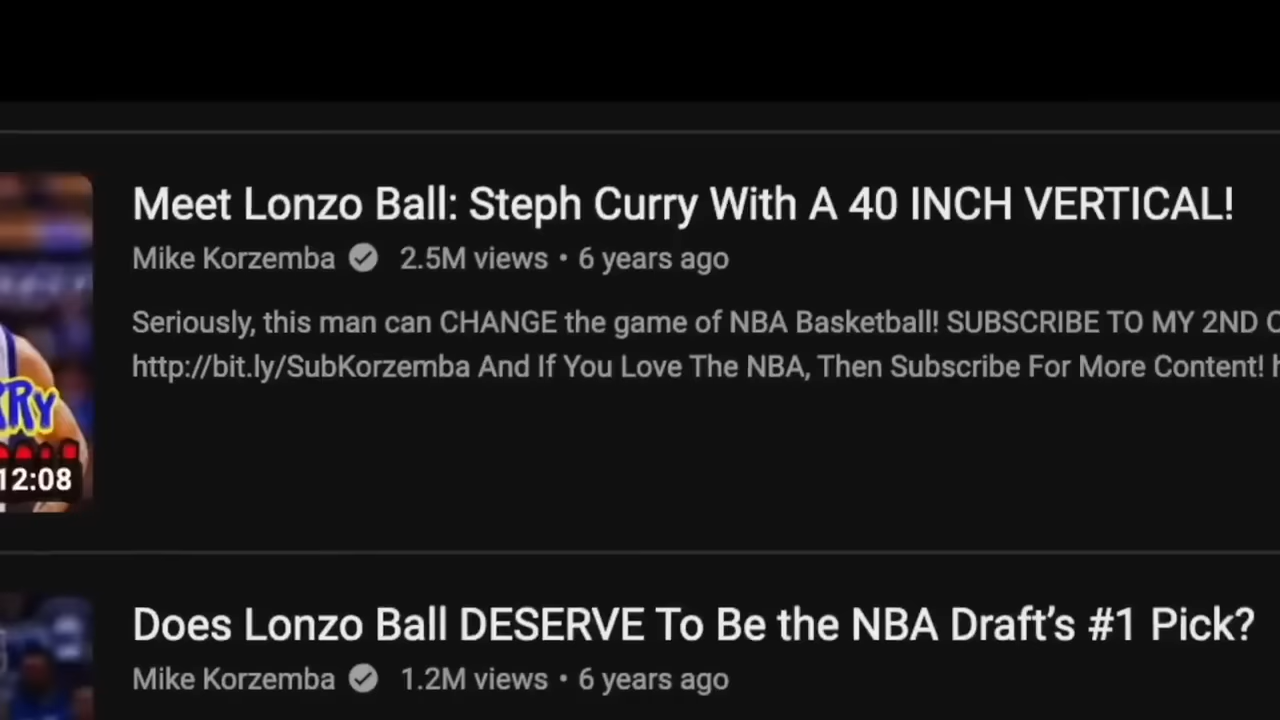 Meet Lonzo Ball: Steph Curry With A 40 INCH VERTICAL!
Mike Korzemba 2.5M views • 6 years ago
Seriously, this man can CHANGE the game of NBA Basketball! SUBSCRIBE TO MY 2ND
http://bit.ly/SubKorzemba And If You Love The NBA, Then Subscribe For More Content!
12:08
Does Lonzo Ball DESERVE To Be the NBA Draft’s #1 Pick?
Mike Korzemba 1.2M views • 6 years ago